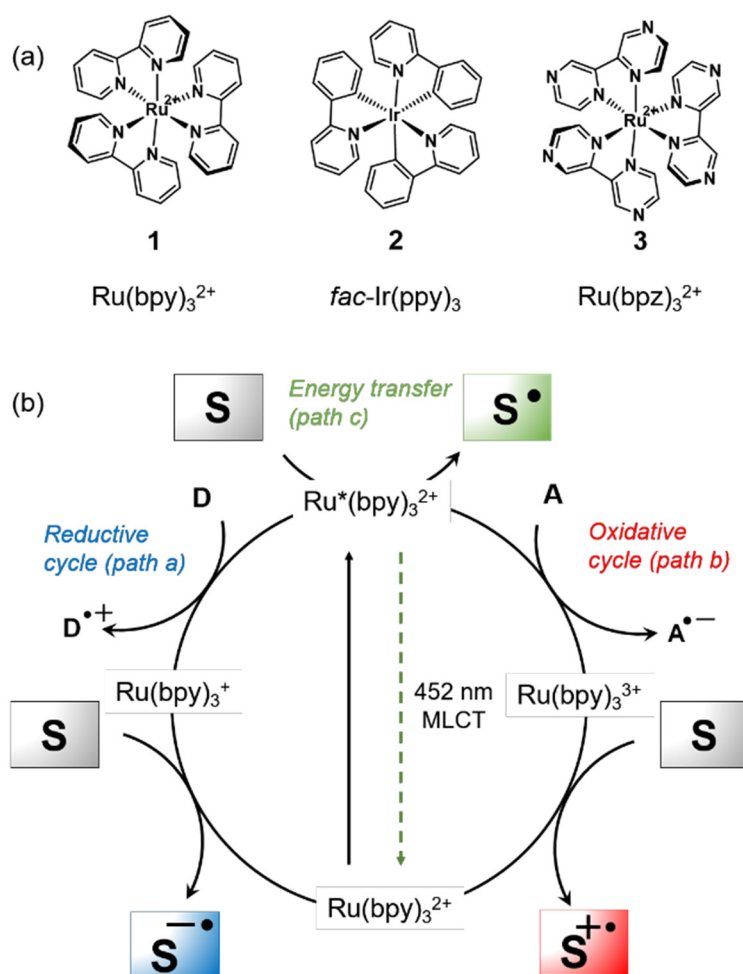 (a)
N N N Ru2+ N N N
N N Ir N
N N N N N Ru2+ N N N N N N N
1 2 3
Ru(bpy)₃²⁺ fac-Ir(ppy)₃ Ru(bpz)₃²⁺
(b)
S Energy transfer S•
(path c)
D Ru*(bpy)₃²⁺ A
Reductive
cycle (path a)
Oxidative
cycle (path b)
D•+ A•−
Ru(bpy)₃⁺ 452 nm Ru(bpy)₃³⁺
MLCT
S S
Ru(bpy)₃²⁺
S−• S+•